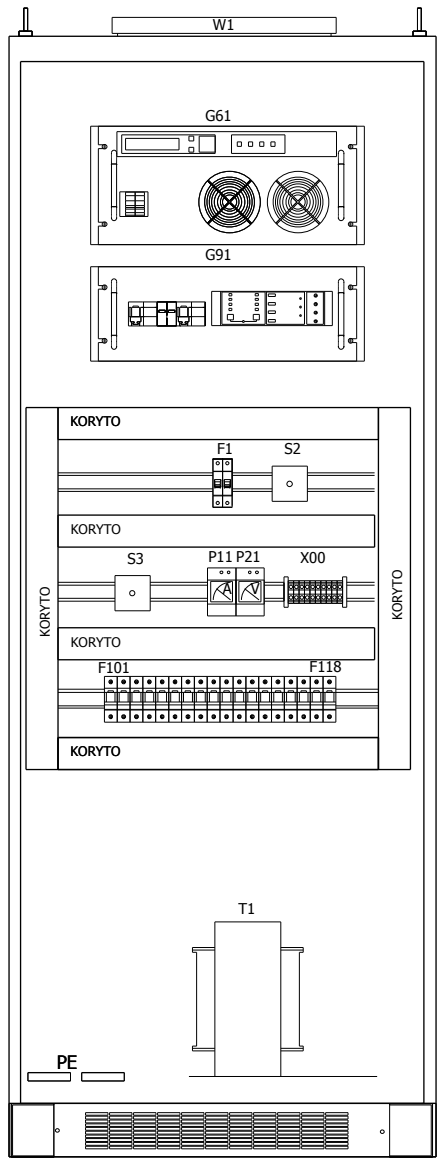 W1
G61
G91
KORYTO
F1 S2
KORYTO
S3 P11 P21 X00
A V
KORYTO
KORYTO
KORYTO
F101 F118
KORYTO
T1
PE